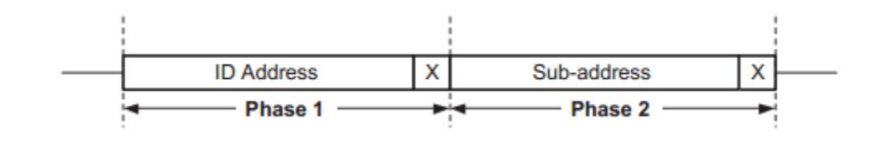 ID Address X Sub-address X
Phase 1 Phase 2